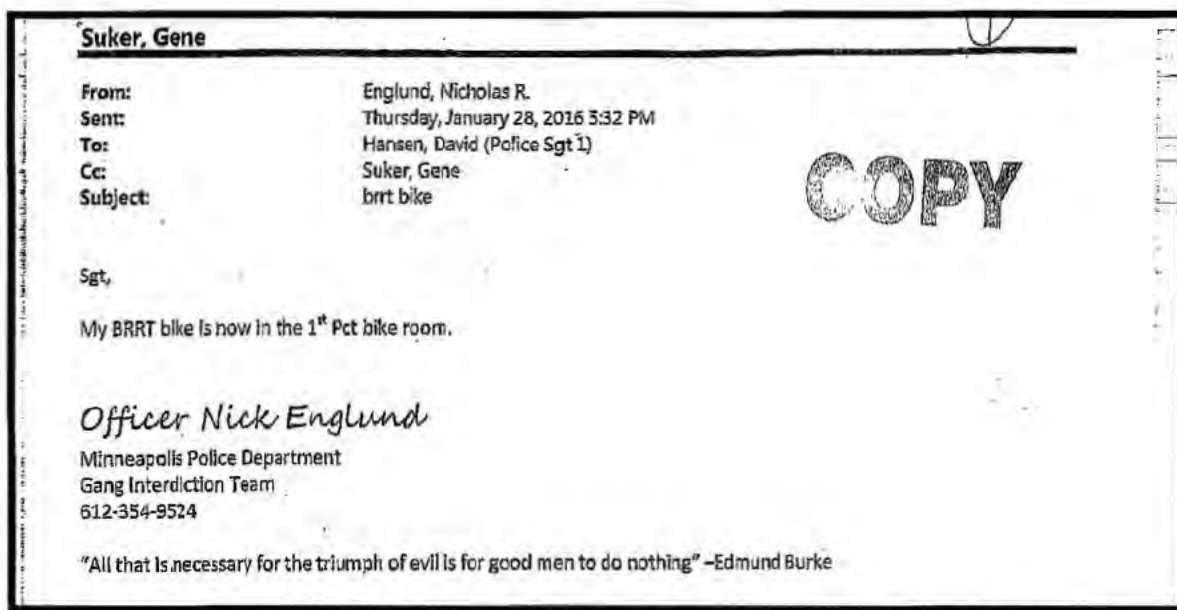 Suker, Gene
From: Englund, Nicholas R.
Sent: Thursday, January 28, 2016 3:32 PM
To: Hansen, David (Police Sgt 1)
Cc: Suker, Gene
Subject: brrt bike
COPY
Sgt,
My BRRT bike is now in the 1st Pct bike room.
Officer Nick Englund
Minneapolis Police Department
Gang Interdiction Team
612-354-9524
"All that is necessary for the triumph of evil is for good men to do nothing" –Edmund Burke